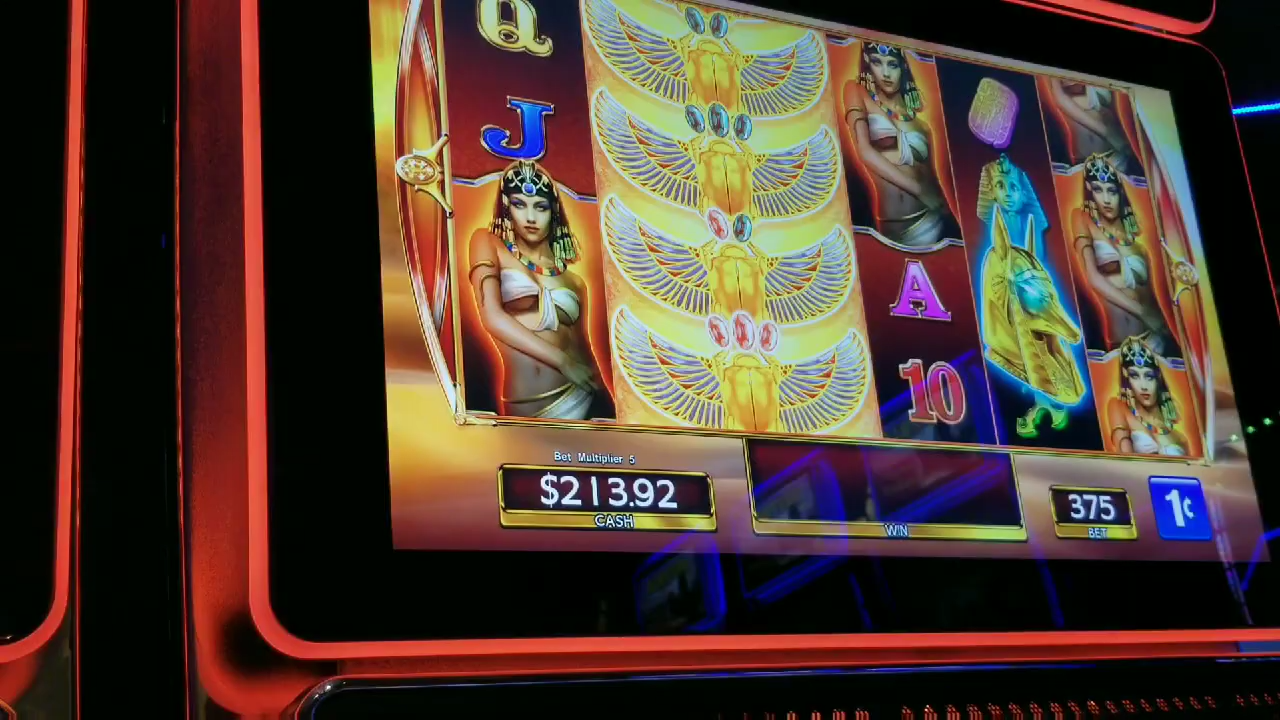 Q
J
A
10
Bet Multiplier 5
$213.92
CASH
WIN
375
BET
1¢